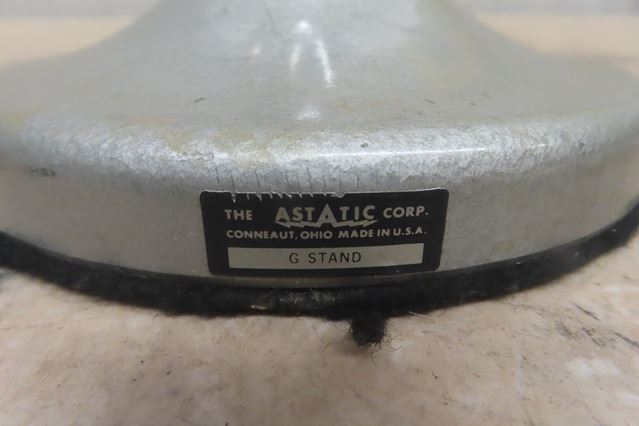 THE ASTATIC CORP.
CONNEAUT, OHIO MADE IN U.S.A.
G STAND